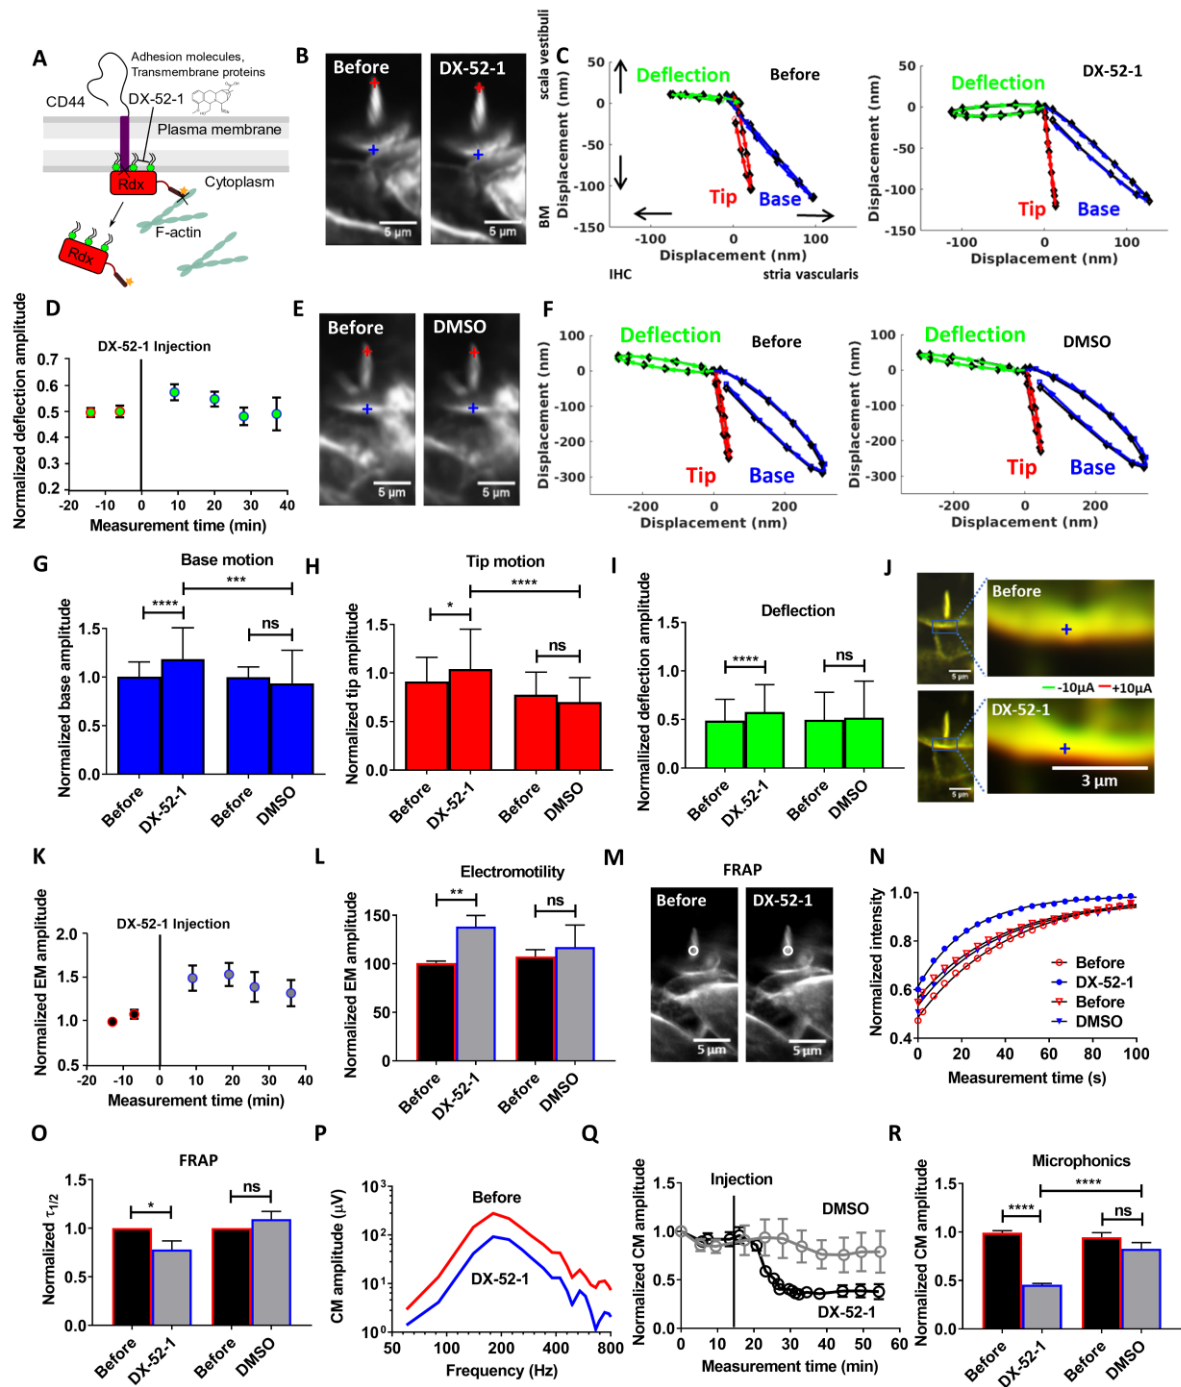 A
Adhesion molecules,
Transmembrane proteins
CD44
DX-52-1
Plasma membrane
Rdx
Cytoplasm
F-actin
Rdx
B
Before
DX-52-1
5 µm
5 µm
C
scala vestibuli
BM
Displacement (nm)
50
0
-50
-100
-150
Deflection
Before
Tip
Base
-100
0
100
Displacement (nm)
IHC
stria vascularis
Displacement (nm)
50
0
-50
-100
-150
Deflection
DX-52-1
Tip
Base
-100
0
100
Displacement (nm)
D
Normalized deflection amplitude
DX-52-1 Injection
0.7
0.6
0.5
0.4
0.3
0.2
-20 -10 0 10 20 30 40
Measurement time (min)
E
Before
DMSO
5 µm
5 µm
F
Displacement (nm)
100
0
-100
-200
-300
Deflection
Before
Tip
Base
-200
0
200
Displacement (nm)
Displacement (nm)
100
0
-100
-200
-300
Deflection
DMSO
Tip
Base
-200
0
200
Displacement (nm)
G
Base motion
Normalized base amplitude
1.5
1.0
0.5
0.0
***
****
ns
Before
DX-52-1
Before
DMSO
H
Tip motion
Normalized tip amplitude
1.5
1.0
0.5
0.0
****
*
ns
Before
DX-52-1
Before
DMSO
I
Deflection
Normalized deflection amplitude
1.5
1.0
0.5
0.0
****
ns
Before
DX.52-1
Before
DMSO
J
Before
5 µm
-10µA
+10µA
DX-52-1
5 µm
3 µm
K
Normalized EM amplitude
DX-52-1 Injection
2.0
1.5
1.0
0.5
-20 -10 0 10 20 30 40
Measurement time (min)
L
Electromotility
Normalized EM amplitude
150
100
50
0
**
ns
Before
DX-52-1
Before
DMSO
M
FRAP
Before
DX-52-1
5 µm
5 µm
N
Normalized intensity
1.0
0.8
0.6
0.4
Before
DX-52-1
Before
DMSO
0 20 40 60 80 100
Measurement time (s)
O
FRAP
Normalized τ1/2
1.5
1.0
0.5
0.0
*
ns
Before
DX-52-1
Before
DMSO
P
CM amplitude (µV)
10³
10²
10¹
10⁰
Before
DX-52-1
50 100 200 400 800
Frequency (Hz)
Q
Normalized CM amplitude
Injection
1.5
1.0
0.5
0.0
DMSO
DX-52-1
0 10 20 30 40 50 60
Measurement time (min)
R
Microphonics
Normalized CM amplitude
1.5
1.0
0.5
0.0
****
****
ns
Before
DX-52-1
Before
DMSO